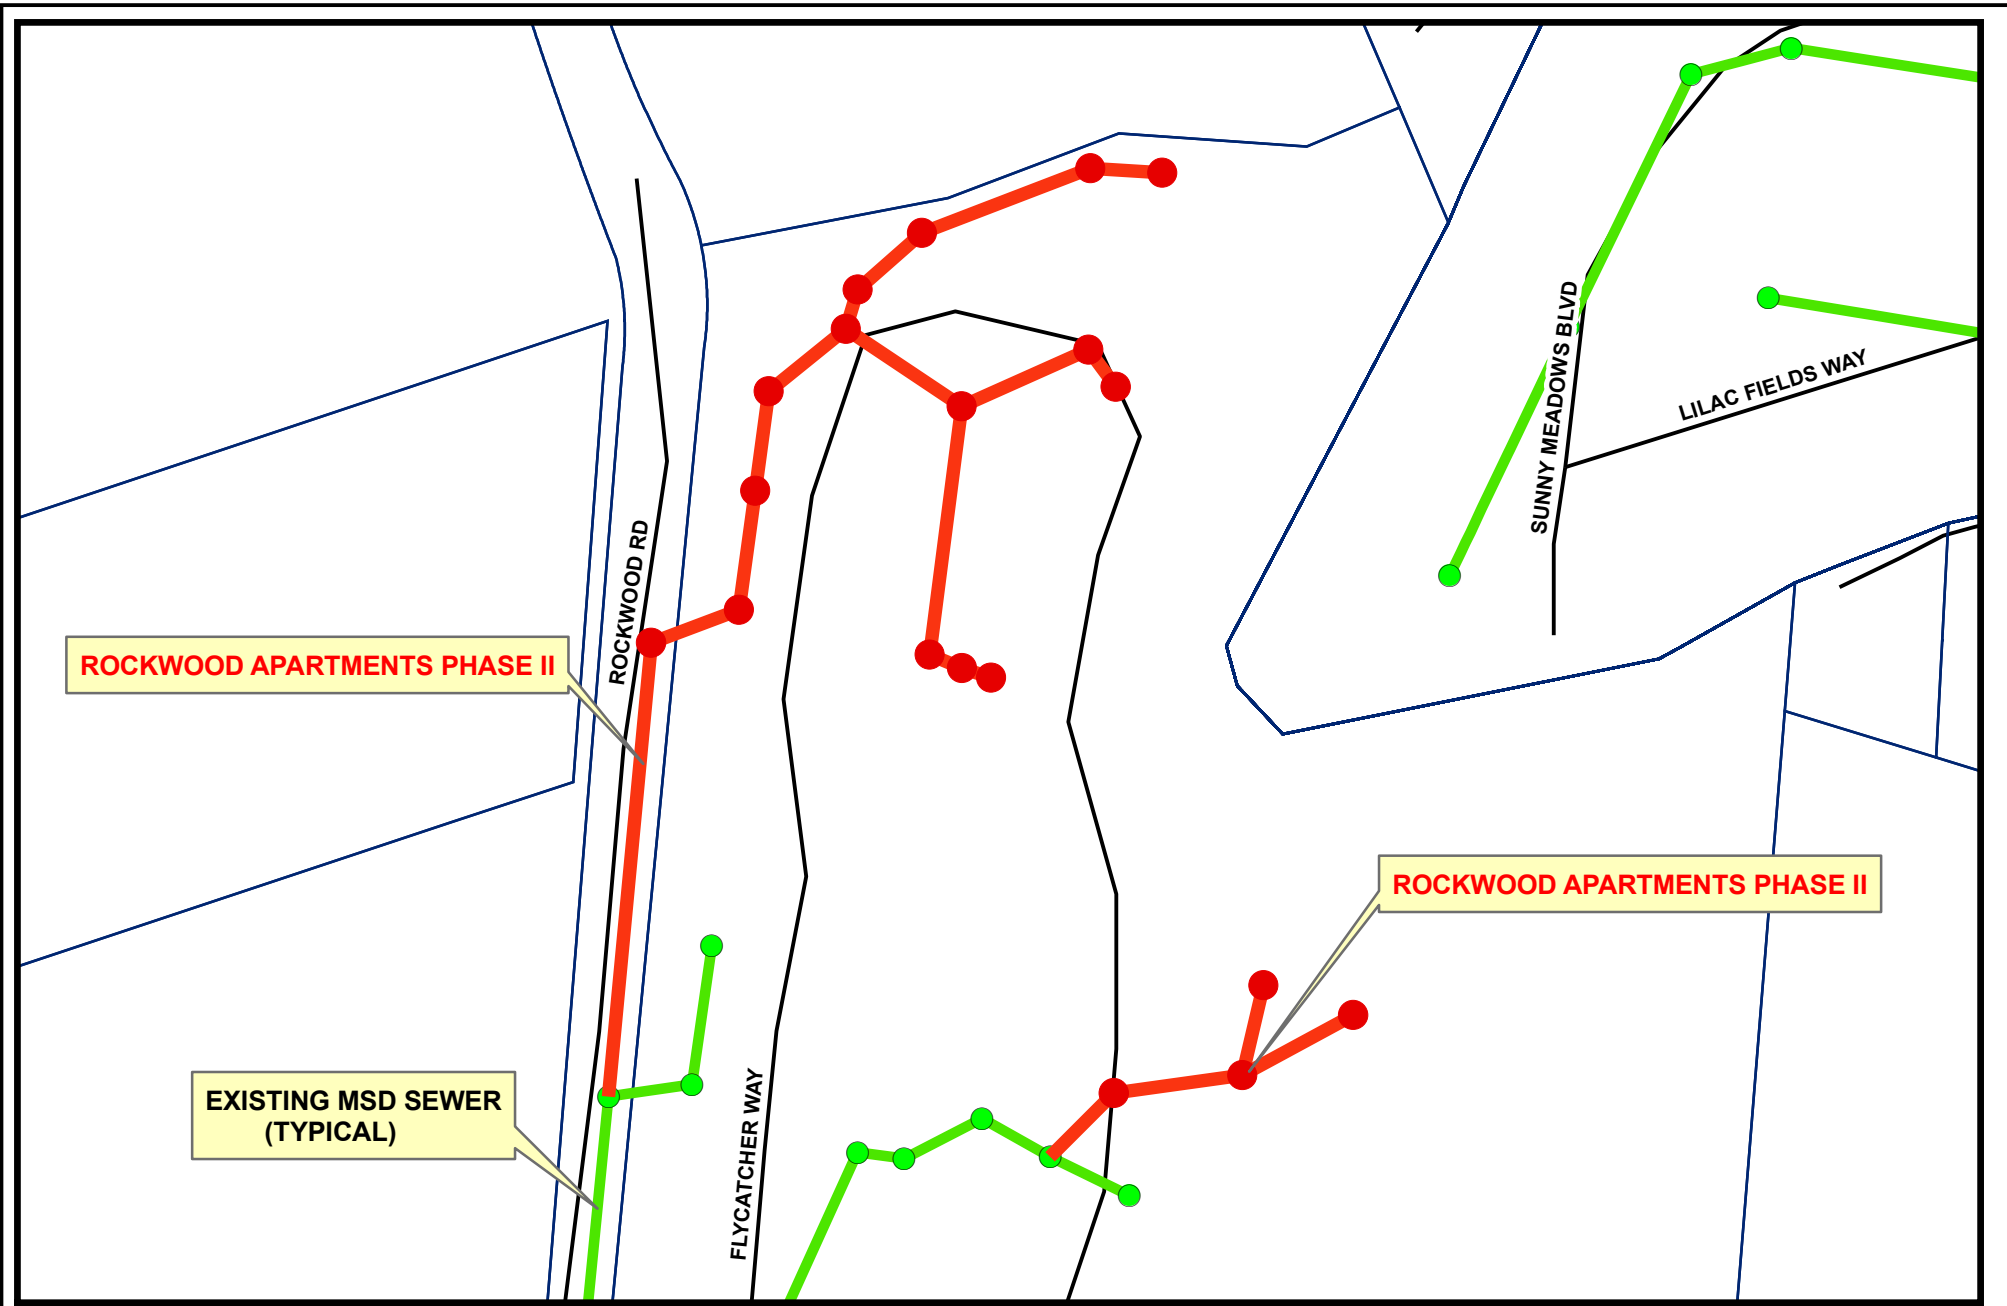 SUNNY MEADOWS BLVD
LILAC FIELDS WAY
ROCKWOOD RD
ROCKWOOD APARTMENTS PHASE II
ROCKWOOD APARTMENTS PHASE II
EXISTING MSD SEWER
(TYPICAL)
FLYCATCHER WAY